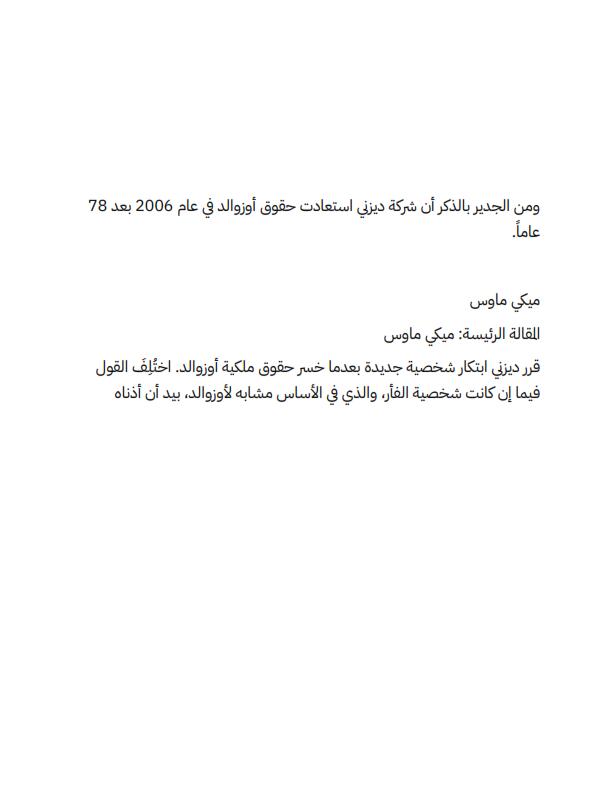 ومن الجدير بالذكر أن شركة ديزني استعادت حقوق أوزوالد في عام 2006 بعد 78
عاماً.
ميكي ماوس
المقالة الرئيسة: ميكي ماوس
قرر ديزني ابتكار شخصية جديدة بعدما خسر حقوق ملكية أوزوالد. اختُلِفَ القول
فيما إن كانت شخصية الفأر، والذي في الأساس مشابه لأوزوالد، بيد أن أذناه